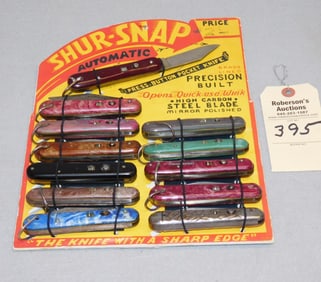 SHUR-SNAP
PRICE
AUTOMATIC
PRESS-BUTTON POCKET KNIFE
PRECISION
BUILT
Opens Quick as a Wink
HIGH CARBON
STEEL BLADE
MIRROR POLISHED
"THE KNIFE WITH A SHARP EDGE"
Roberson's
Auctions
395